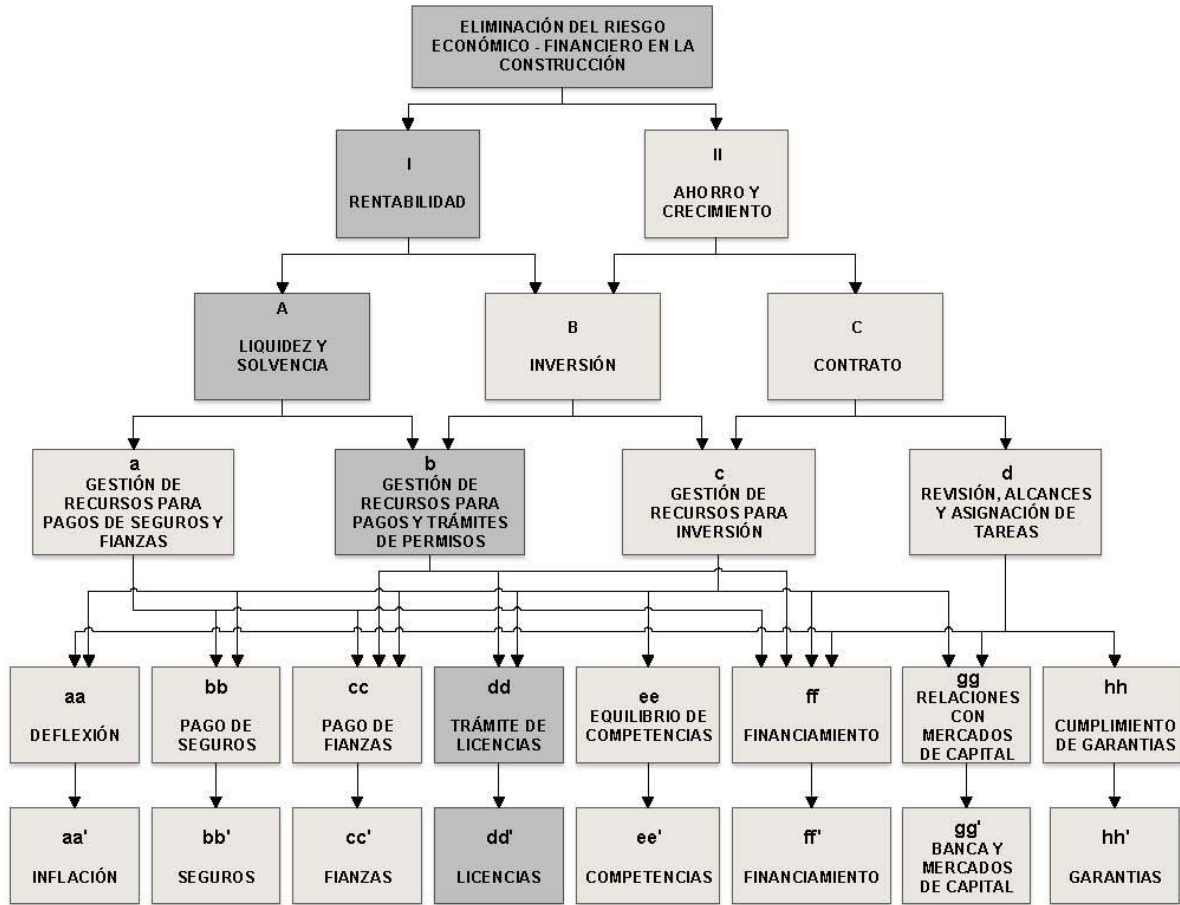 ELIMINACIÓN DEL RIESGO
ECONÓMICO - FINANCIERO EN LA
CONSTRUCCIÓN
I
RENTABILIDAD
II
AHORRO Y
CRECIMIENTO
A
LIQUIDEZ Y
SOLVENCIA
B
INVERSIÓN
C
CONTRATO
a
GESTIÓN DE
RECURSOS PARA
PAGOS DE SEGUROS Y
FIANZAS
b
GESTIÓN DE
RECURSOS PARA
PAGOS Y TRÁMITES
DE PERMISOS
c
GESTIÓN DE
RECURSOS PARA
INVERSIÓN
d
REVISIÓN, ALCANCES
Y ASIGNACIÓN DE
TAREAS
aa
DEFLEXIÓN
bb
PAGO DE
SEGUROS
cc
PAGO DE
FIANZAS
dd
TRÁMITE DE
LICENCIAS
ee
EQUILIBRIO DE
COMPETENCIAS
ff
FINANCIAMIENTO
gg
RELACIONES
CON
MERCADOS
DE CAPITAL
hh
CUMPLIMIENTO
DE GARANTIAS
aa'
INFLACIÓN
bb'
SEGUROS
cc'
FIANZAS
dd'
LICENCIAS
ee'
COMPETENCIAS
ff'
FINANCIAMIENTO
gg'
BANCA Y
MERCADOS
DE CAPITAL
hh'
GARANTIAS